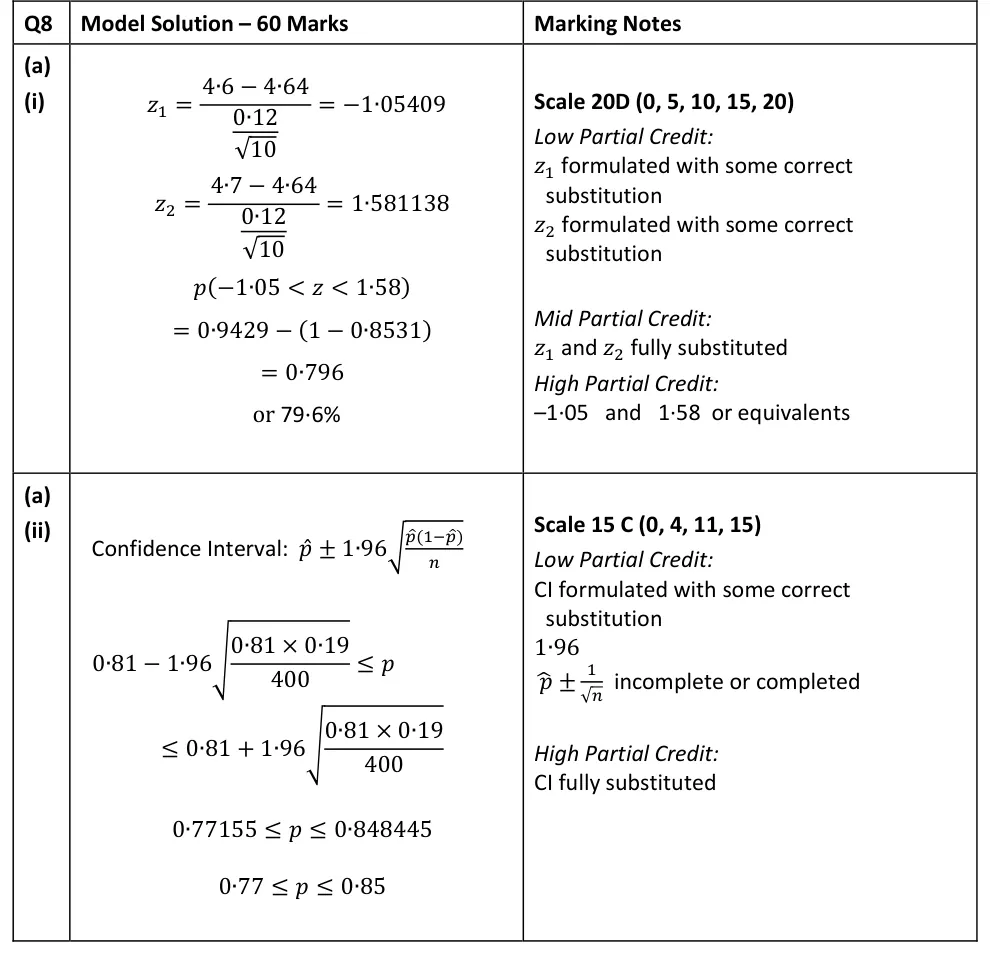 Q8 Model Solution – 60 Marks Marking Notes
(a)
(i)
z₁ = (4·6 − 4·64) / (0·12/√10) = −1·05409
z₂ = (4·7 − 4·64) / (0·12/√10) = 1·581138
p(−1·05 < z < 1·58)
= 0·9429 − (1 − 0·8531)
= 0·796
or 79·6%
Scale 20D (0, 5, 10, 15, 20)
Low Partial Credit:
z₁ formulated with some correct
substitution
z₂ formulated with some correct
substitution
Mid Partial Credit:
z₁ and z₂ fully substituted
High Partial Credit:
–1·05 and 1·58 or equivalents
(a)
(ii)
Confidence Interval: p̂ ± 1·96√(p̂(1−p̂)/n)
0·81 − 1·96√(0·81 × 0·19/400) ≤ p
≤ 0·81 + 1·96√(0·81 × 0·19/400)
0·77155 ≤ p ≤ 0·848445
0·77 ≤ p ≤ 0·85
Scale 15 C (0, 4, 11, 15)
Low Partial Credit:
CI formulated with some correct
substitution
1·96
p̂ ± 1/√n incomplete or completed
High Partial Credit:
CI fully substituted